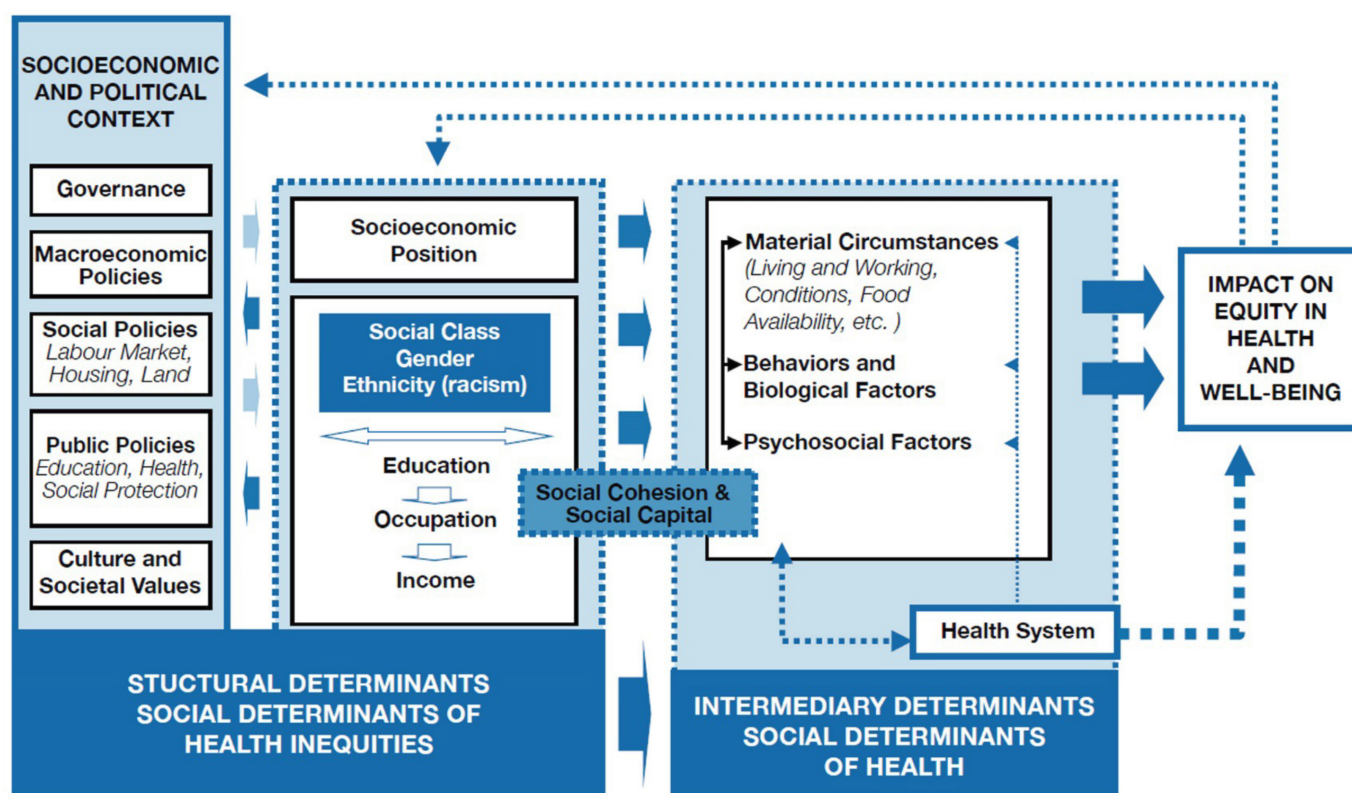 SOCIOECONOMIC
AND POLITICAL
CONTEXT
Governance
Macroeconomic
Policies
Social Policies
Labour Market,
Housing, Land
Public Policies
Education, Health,
Social Protection
Culture and
Societal Values
Socioeconomic
Position
Social Class
Gender
Ethnicity (racism)
Education
Occupation
Income
Social Cohesion &
Social Capital
Material Circumstances
(Living and Working,
Conditions, Food
Availability, etc. )
Behaviors and
Biological Factors
Psychosocial Factors
Health System
IMPACT ON
EQUITY IN
HEALTH
AND
WELL-BEING
STUCTURAL DETERMINANTS
SOCIAL DETERMINANTS OF
HEALTH INEQUITIES
INTERMEDIARY DETERMINANTS
SOCIAL DETERMINANTS
OF HEALTH